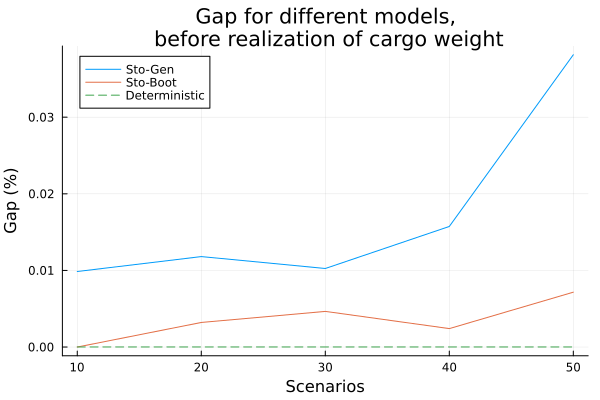 Gap for different models,
before realization of cargo weight
Sto-Gen
Sto-Boot
Deterministic
Gap (%)
0.03
0.02
0.01
0.00
10 20 30 40 50
Scenarios